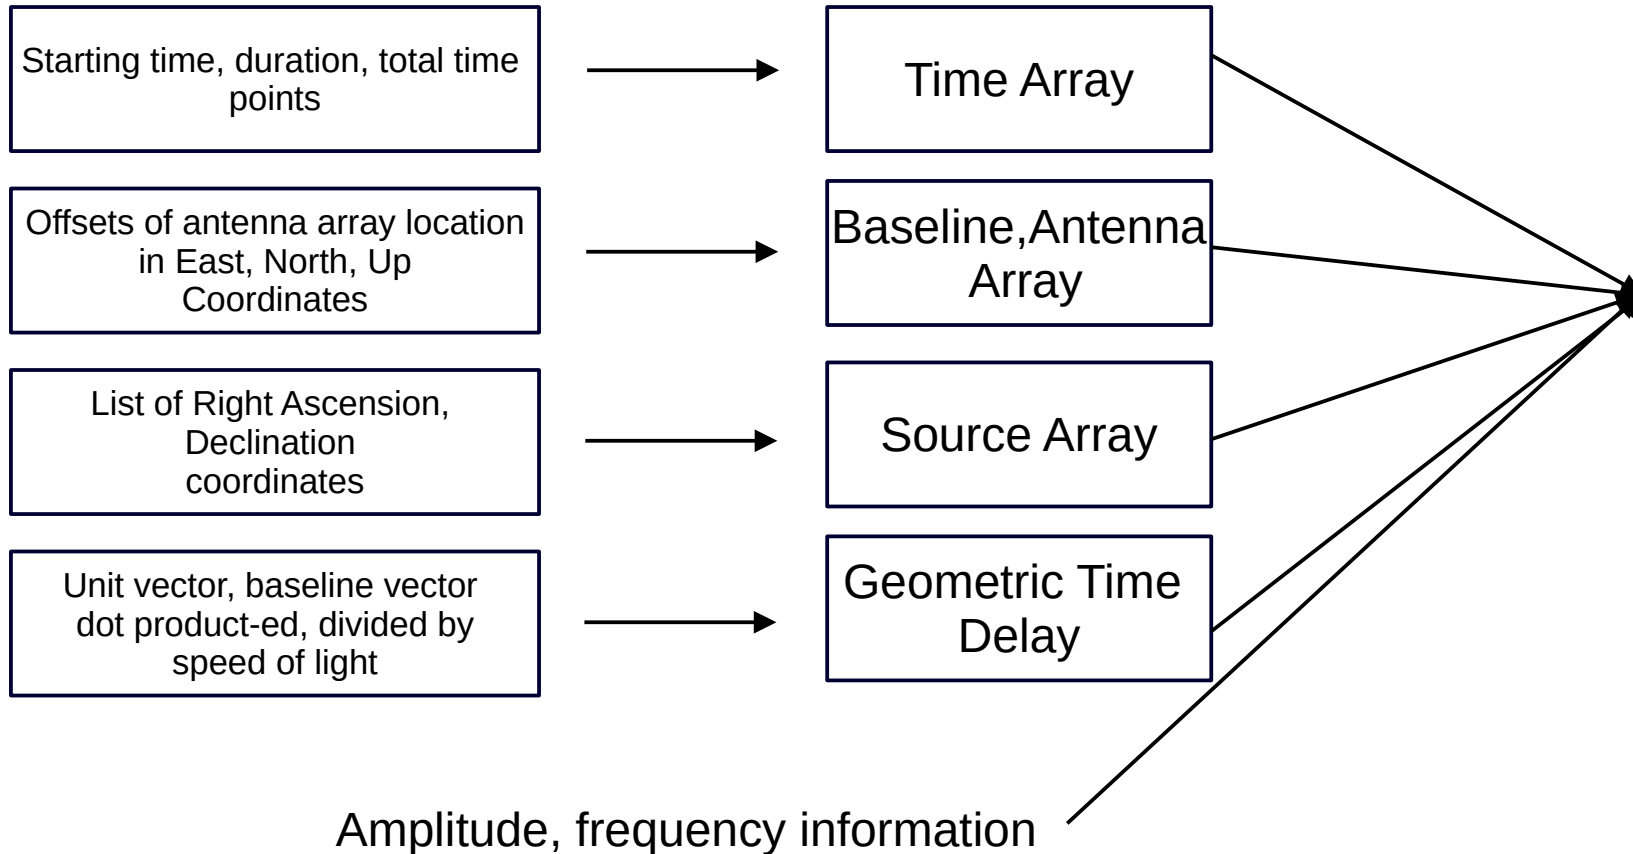 Starting time, duration, total time
points
Time Array
Offsets of antenna array location
in East, North, Up
Coordinates
Baseline,Antenna
Array
List of Right Ascension,
Declination
coordinates
Source Array
Unit vector, baseline vector
dot product-ed, divided by
speed of light
Geometric Time
Delay
Amplitude, frequency information